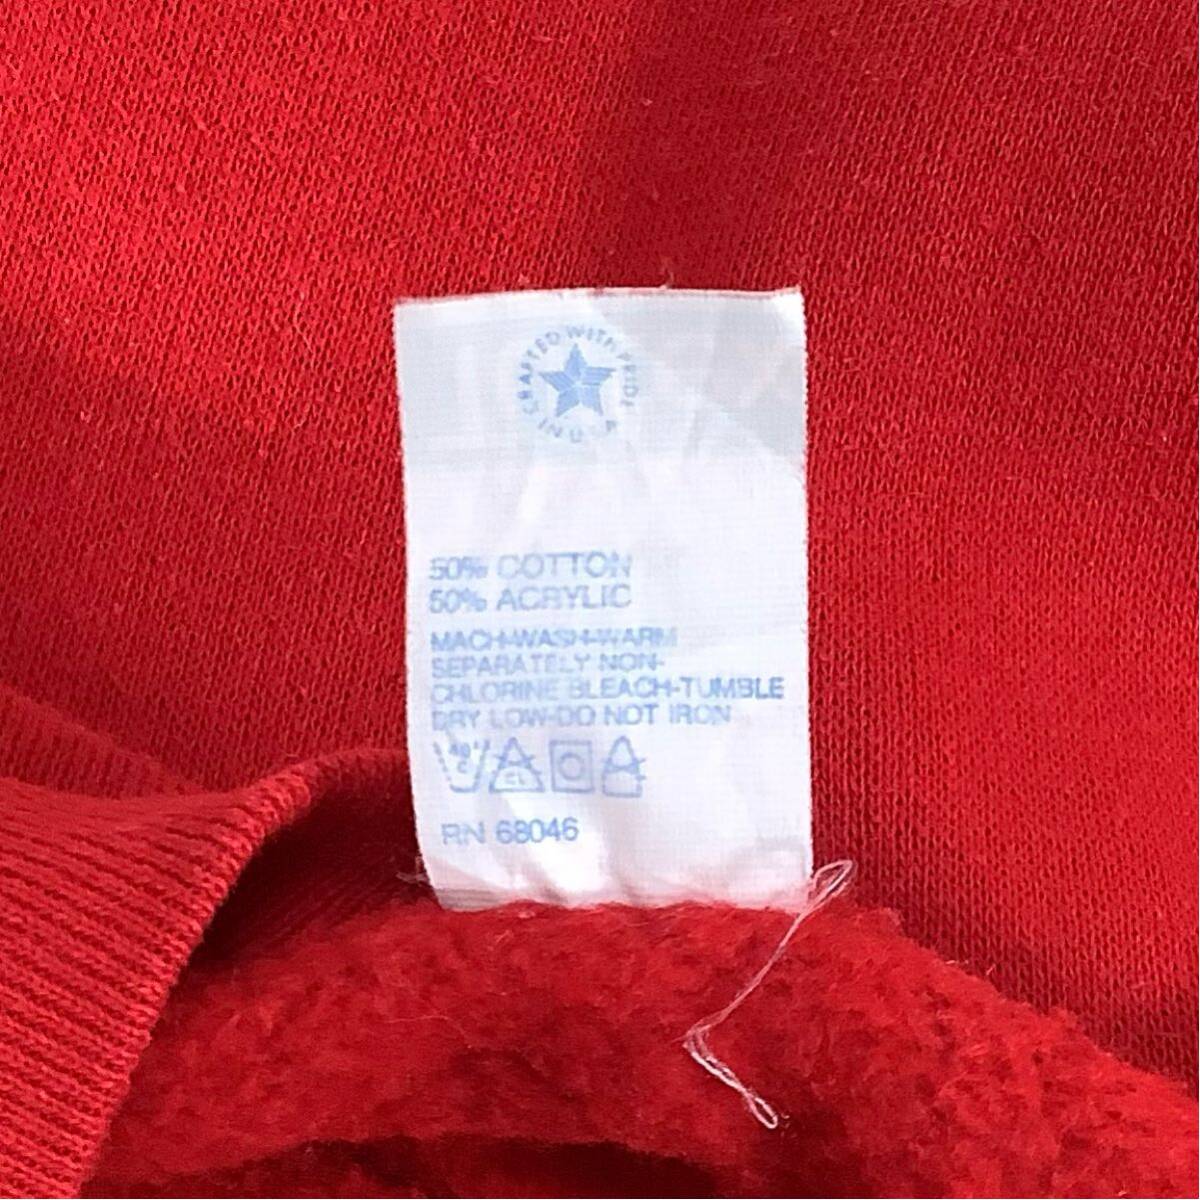 CRAFTED WITH PRIDE
IN U.S.A.
50% COTTON
50% ACRYLIC
MACH-WASH-WARM
SEPARATELY NON-
CHLORINE BLEACH-TUMBLE
DRY LOW-DO NOT IRON
40°
C
CL
RN 68046